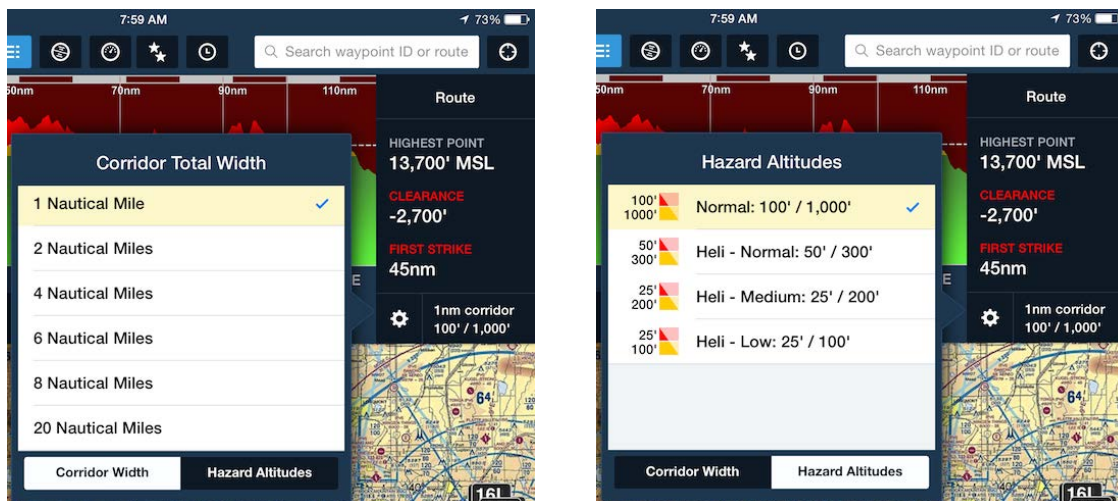 7:59 AM
73%
Search waypoint ID or route
50nm 70nm 90nm 110nm
Route
HIGHEST POINT
13,700' MSL
CLEARANCE
-2,700'
FIRST STRIKE
45nm
E
1nm corridor
100' / 1,000'
Corridor Total Width
1 Nautical Mile
2 Nautical Miles
4 Nautical Miles
6 Nautical Miles
8 Nautical Miles
20 Nautical Miles
Corridor Width Hazard Altitudes
64
16L
7:59 AM
73%
Search waypoint ID or route
50nm 70nm 90nm 110nm
Route
HIGHEST POINT
13,700' MSL
CLEARANCE
-2,700'
FIRST STRIKE
45nm
E
1nm corridor
100' / 1,000'
Hazard Altitudes
100'
1000'
Normal: 100' / 1,000'
50'
300'
Heli - Normal: 50' / 300'
25'
200'
Heli - Medium: 25' / 200'
25'
100'
Heli - Low: 25' / 100'
Corridor Width Hazard Altitudes
64
16L